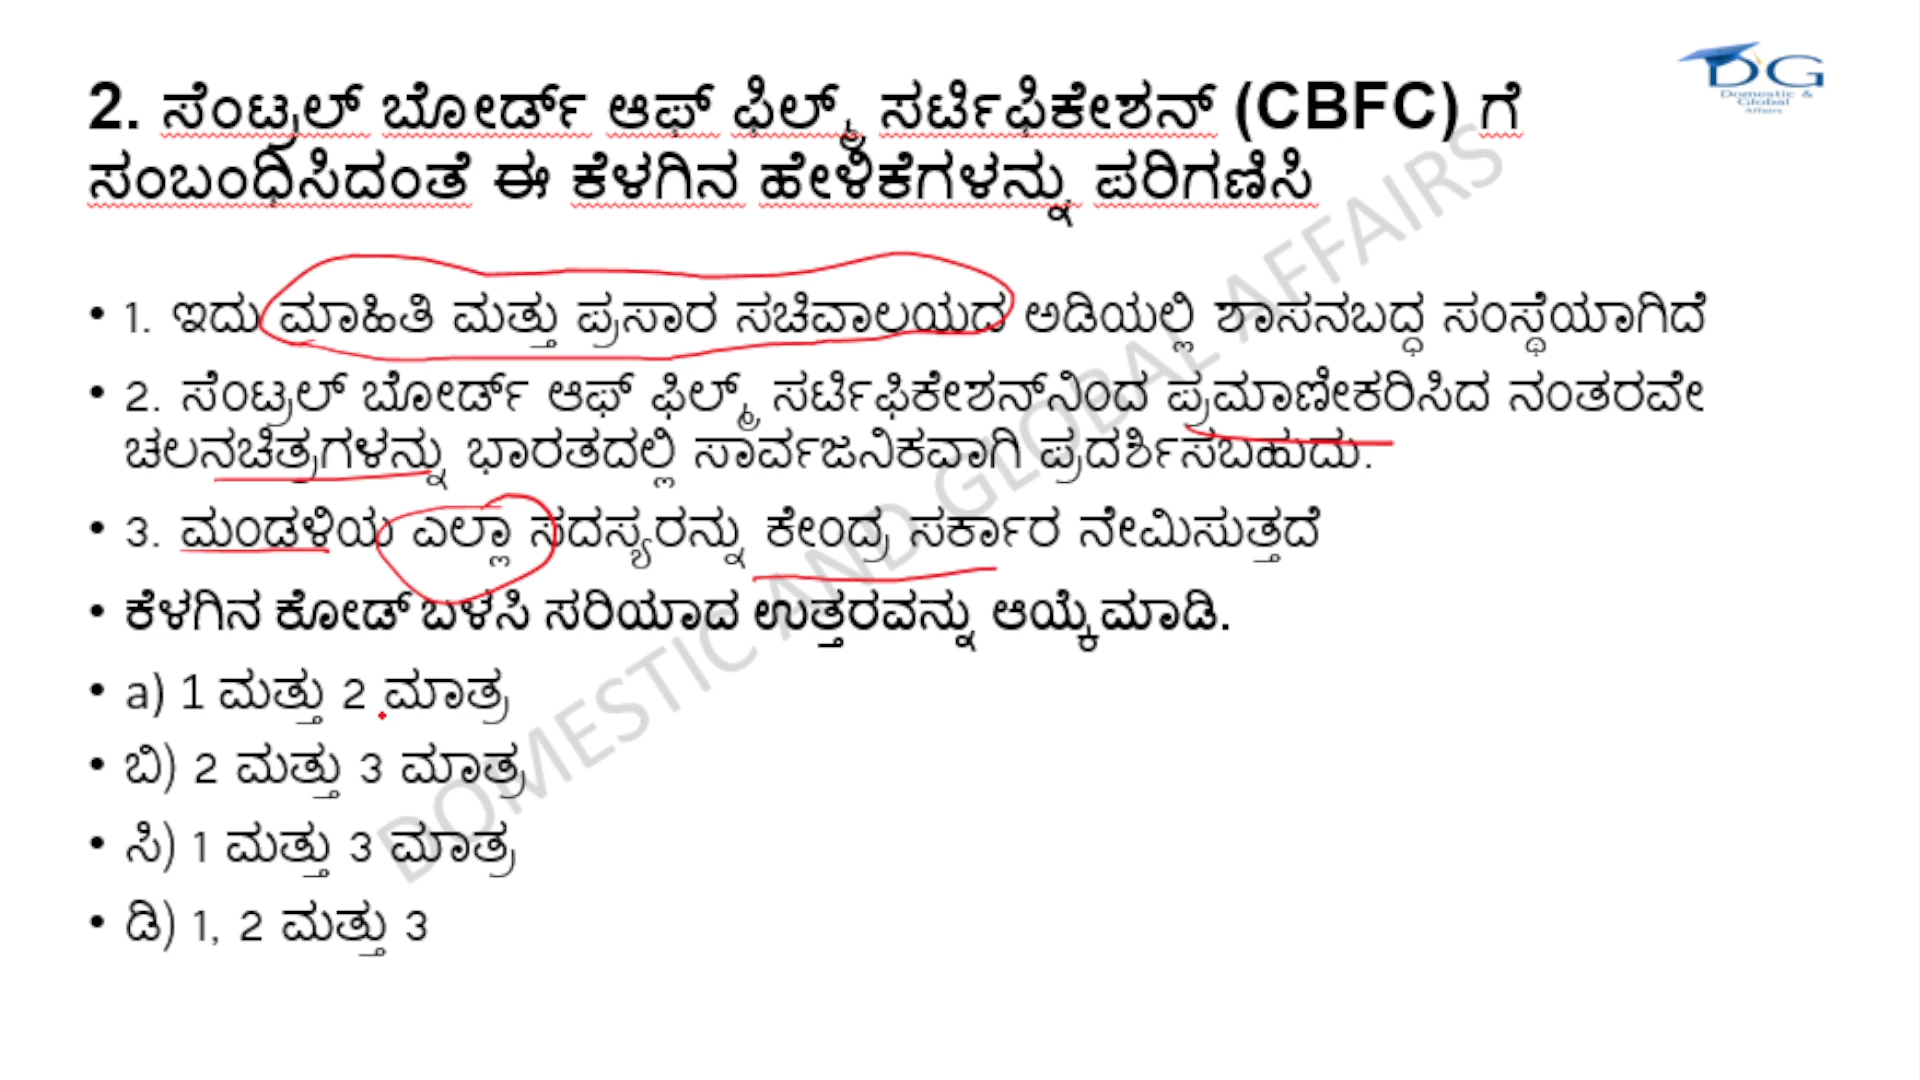 DG
Domestic &
Global
Affairs
2. ಸೆಂಟ್ರಲ್ ಬೋರ್ಡ್ ಆಫ್ ಫಿಲ್ಮ್ ಸರ್ಟಿಫಿಕೇಶನ್ (CBFC) ಗೆ
ಸಂಬಂಧಿಸಿದಂತೆ ಈ ಕೆಳಗಿನ ಹೇಳಿಕೆಗಳನ್ನು ಪರಿಗಣಿಸಿ
• 1. ಇದು ಮಾಹಿತಿ ಮತ್ತು ಪ್ರಸಾರ ಸಚಿವಾಲಯದ ಅಡಿಯಲ್ಲಿ ಶಾಸನಬದ್ಧ ಸಂಸ್ಥೆಯಾಗಿದೆ
• 2. ಸೆಂಟ್ರಲ್ ಬೋರ್ಡ್ ಆಫ್ ಫಿಲ್ಮ್ ಸರ್ಟಿಫಿಕೇಶನ್‌ನಿಂದ ಪ್ರಮಾಣೀಕರಿಸಿದ ನಂತರವೇ
ಚಲನಚಿತ್ರಗಳನ್ನು ಭಾರತದಲ್ಲಿ ಸಾರ್ವಜನಿಕವಾಗಿ ಪ್ರದರ್ಶಿಸಬಹುದು.
• 3. ಮಂಡಳಿಯ ಎಲ್ಲಾ ಸದಸ್ಯರನ್ನು ಕೇಂದ್ರ ಸರ್ಕಾರ ನೇಮಿಸುತ್ತದೆ
• ಕೆಳಗಿನ ಕೋಡ್ ಬಳಸಿ ಸರಿಯಾದ ಉತ್ತರವನ್ನು ಆಯ್ಕೆಮಾಡಿ.
• a) 1 ಮತ್ತು 2 ಮಾತ್ರ
• ಬಿ) 2 ಮತ್ತು 3 ಮಾತ್ರ
• ಸಿ) 1 ಮತ್ತು 3 ಮಾತ್ರ
• ಡಿ) 1, 2 ಮತ್ತು 3
DOMESTIC AND GLOBAL AFFAIRS